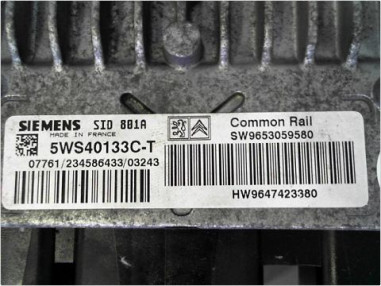 SIEMENS SID 801A
MADE IN FRANCE
5WS40133C-T
07761/234586433/03243
Common Rail
SW9653059580
HW9647423380